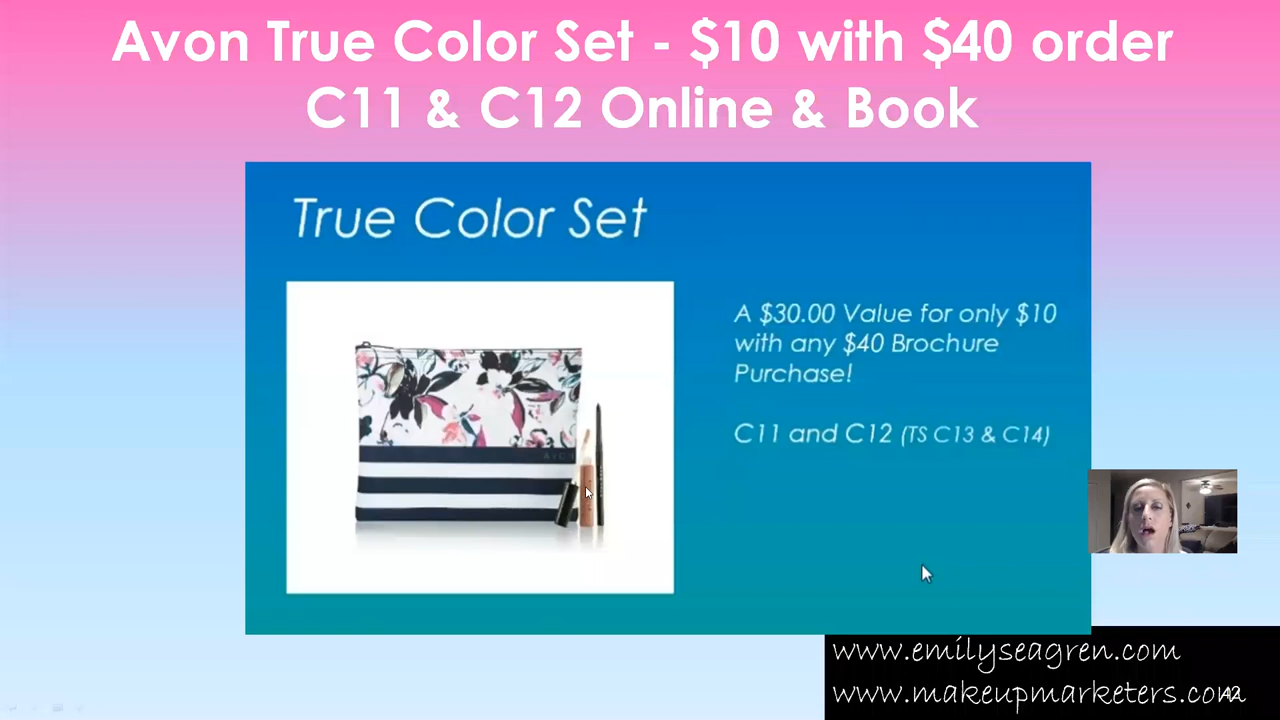 Avon True Color Set - $10 with $40 order
C11 & C12 Online & Book
True Color Set
A $30.00 Value for only $10
with any $40 Brochure
Purchase!
C11 and C12 (TS C13 & C14)
AVON
www.emilyseagren.com
www.makeupmarketers.com
42